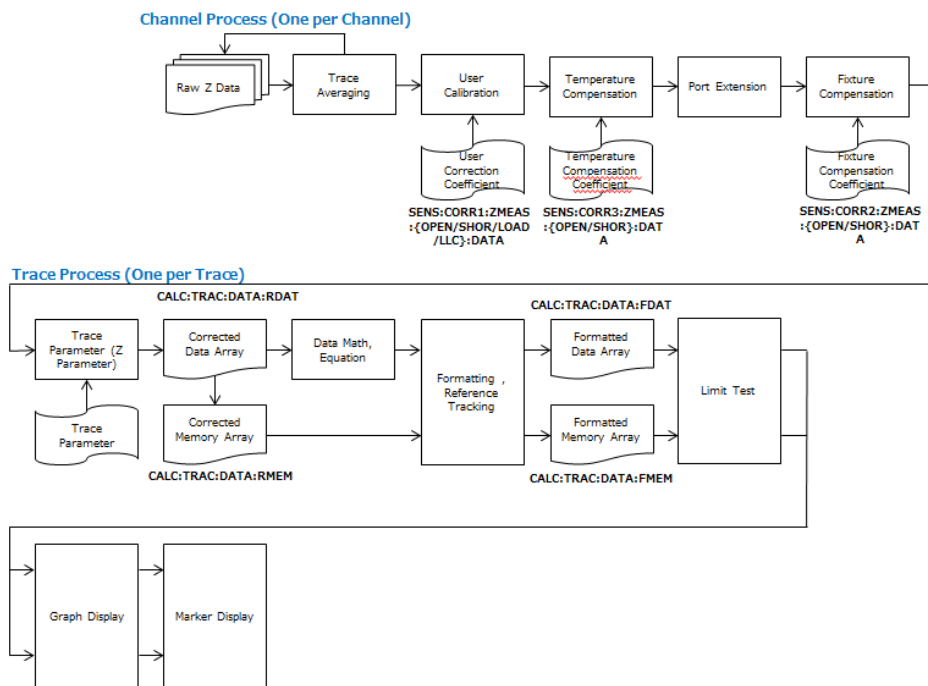 Channel Process (One per Channel)
Raw Z Data
Trace
Averaging
User
Calibration
Temperature
Compensation
Port Extension
Fixture
Compensation
User
Correction
Coefficient
Temperature
Compensation
Coefficient
Fixture
Compensation
Coefficient
SENS:CORR1:ZMEAS
:{OPEN/SHOR/LOAD
/LLC}:DATA
SENS:CORR3:ZMEAS
:{OPEN/SHOR}:DAT
A
SENS:CORR2:ZMEAS
:{OPEN/SHOR}:DAT
A
Trace Process (One per Trace)
CALC:TRAC:DATA:RDAT
CALC:TRAC:DATA:FDAT
Trace
Parameter (Z
Parameter)
Corrected
Data Array
Data Math,
Equation
Formatting ,
Reference
Tracking
Formatted
Data Array
Limit Test
Trace
Parameter
Corrected
Memory Array
Formatted
Memory Array
CALC:TRAC:DATA:RMEM
CALC:TRAC:DATA:FMEM
Graph Display
Marker Display